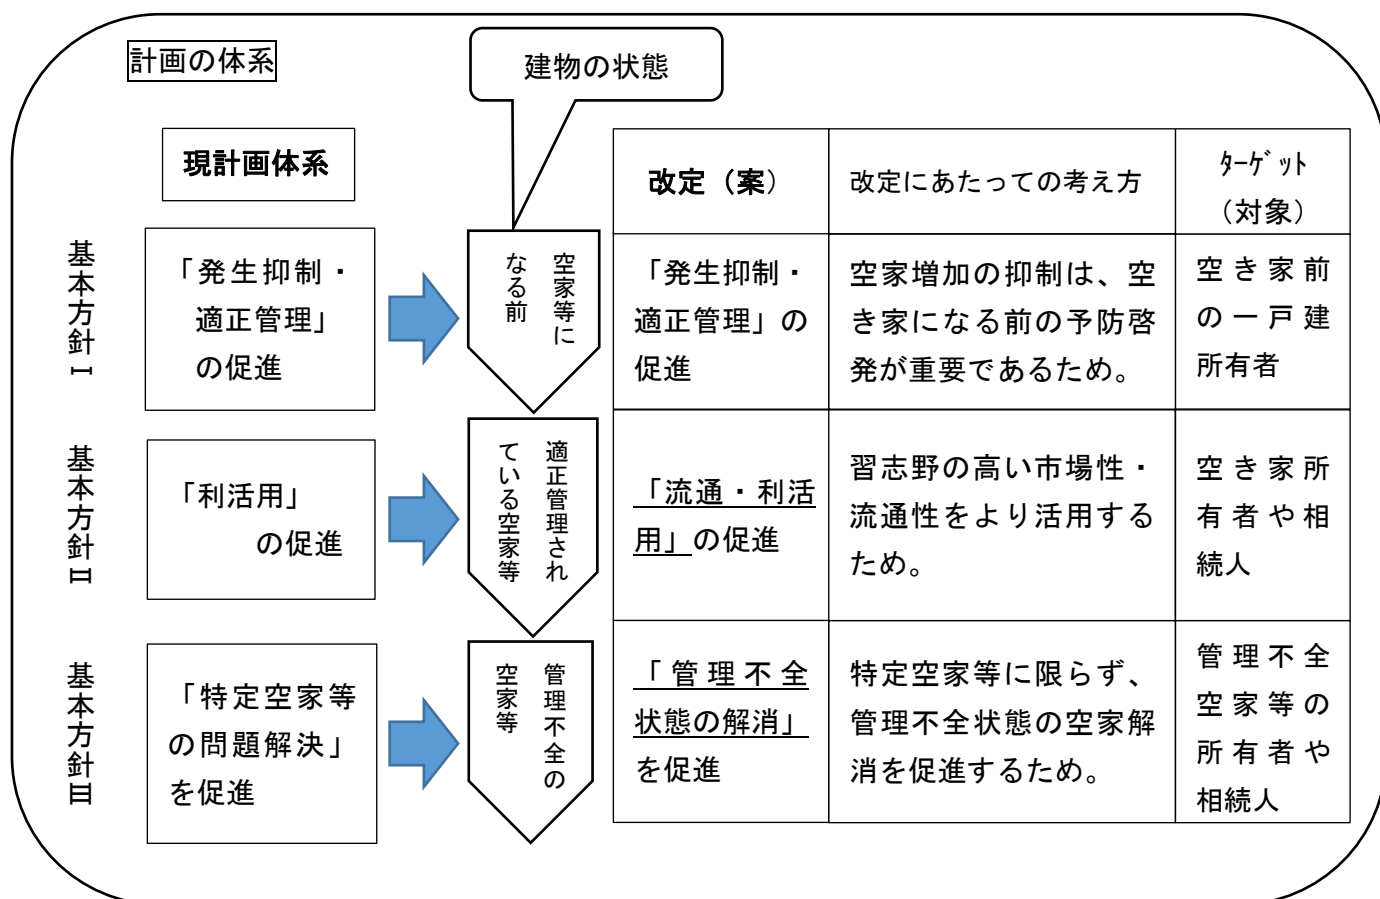 計画の体系
建物の状態
現計画体系
改定（案）
改定にあたっての考え方
ﾀｰｹﾞｯﾄ
（対象）
基本方針Ⅰ
「発生抑制・
適正管理」
の促進
空家等に
なる前
「発生抑制・
適正管理」の
促進
空家増加の抑制は、空
き家になる前の予防啓
発が重要であるため。
空き家前
の一戸建
所有者
基本方針Ⅱ
「利活用」
の促進
適正管理され
ている空家等
「流通・利活
用」の促進
習志野の高い市場性・
流通性をより活用する
ため。
空き家所
有者や相
続人
基本方針Ⅲ
「特定空家等
の問題解決」
を促進
管理不全の
空家等
「管理不全
状態の解消」
を促進
特定空家等に限らず、
管理不全状態の空家解
消を促進するため。
管理不全
空家等の
所有者や
相続人